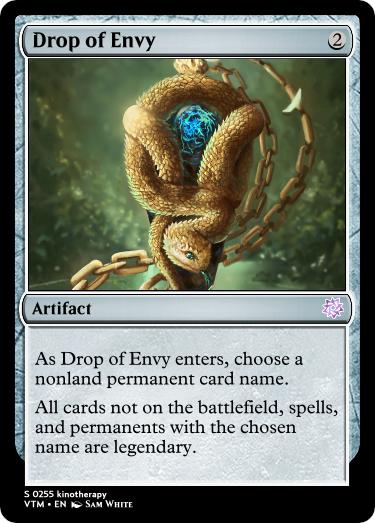 Drop of Envy 2
Artifact
As Drop of Envy enters, choose a
nonland permanent card name.
All cards not on the battlefield, spells,
and permanents with the chosen
name are legendary.
S 0255 kinotherapy
VTM • EN Sam White